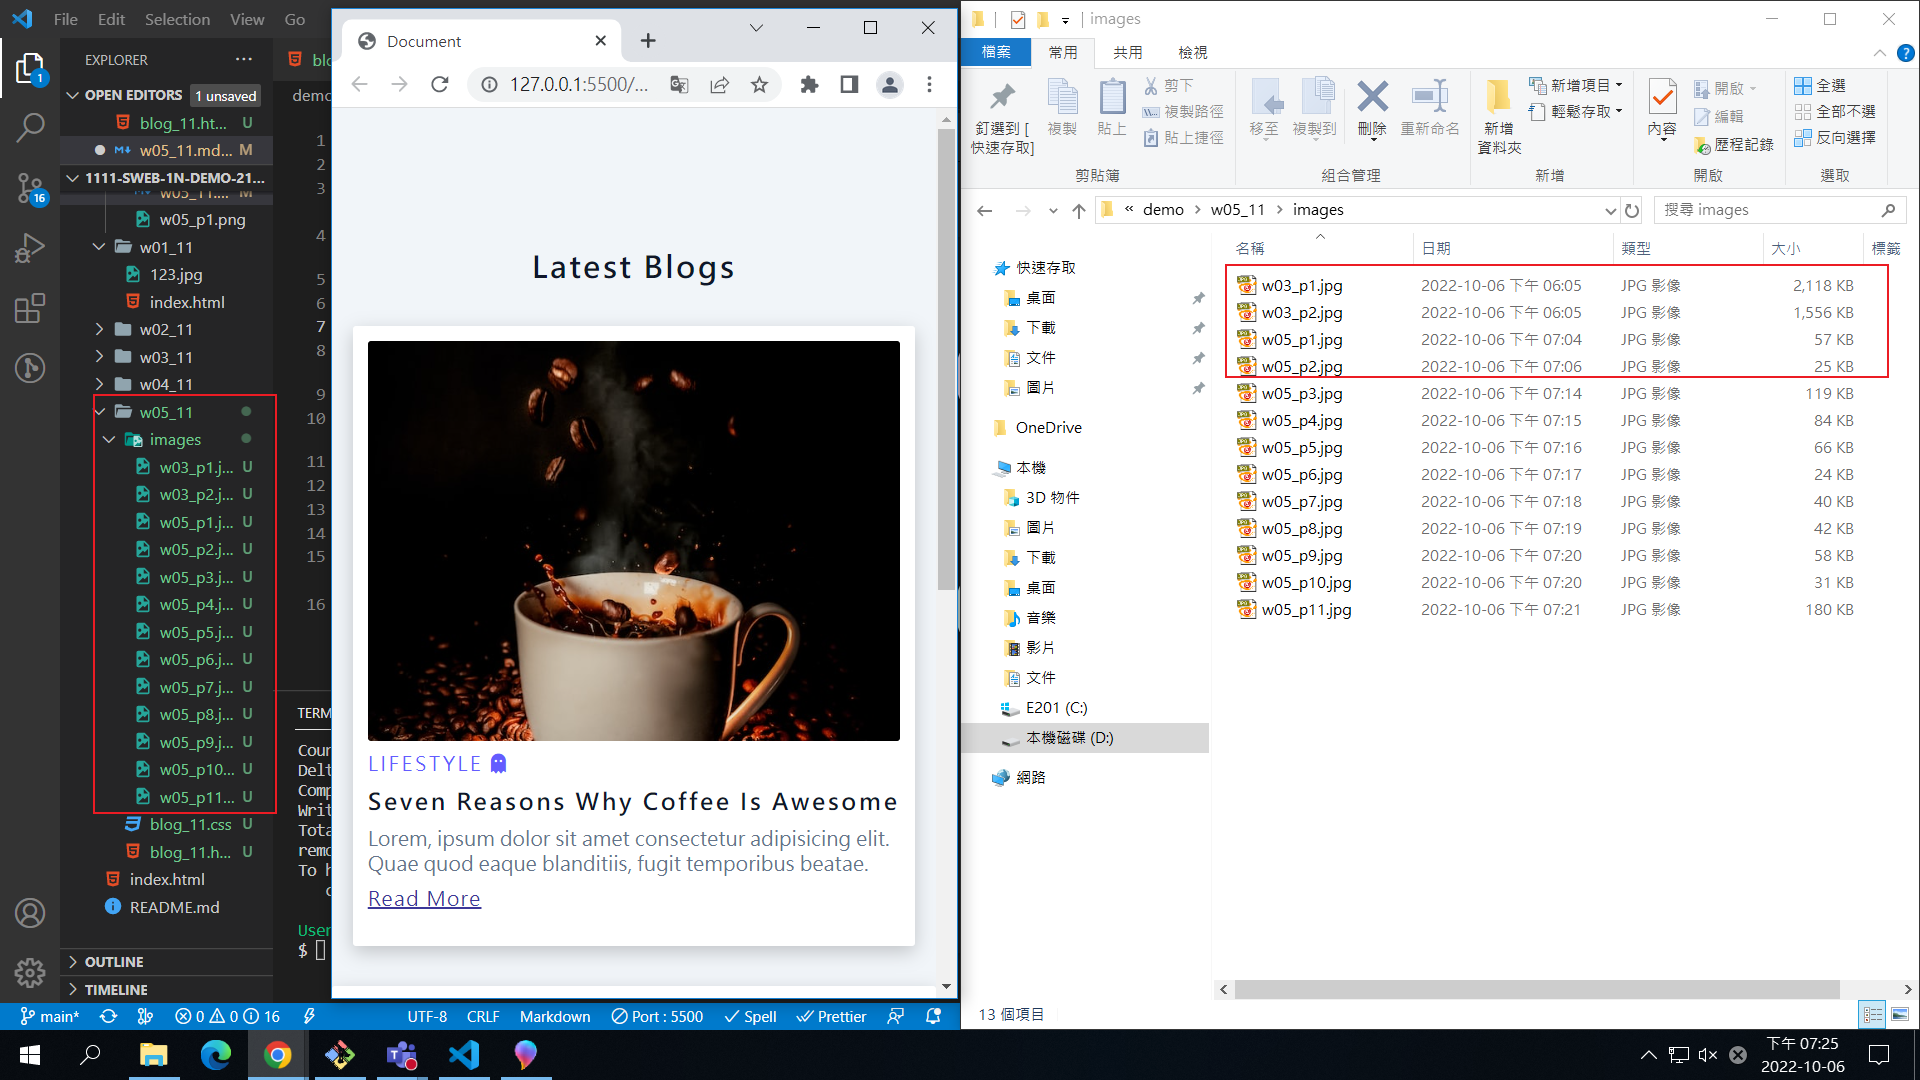 File Edit Selection View Go
EXPLORER
OPEN EDITORS 1 unsaved
blog_11.ht... U
w05_11.md... M
1111-SWEB-1N-DEMO-21...
w05_11.... M
w05_p1.png
w01_11
123.jpg
index.html
w02_11
w03_11
w04_11
w05_11
images
w03_p1.j... U
w03_p2.j... U
w05_p1.j... U
w05_p2.j... U
w05_p3.j... U
w05_p4.j... U
w05_p5.j... U
w05_p6.j... U
w05_p7.j... U
w05_p8.j... U
w05_p9.j... U
w05_p10... U
w05_p11... U
blog_11.css U
blog_11.h... U
index.html
README.md
OUTLINE
TIMELINE
1
16
blo
demo
1
2
3
4
5
6
7
8
9
10
11
12
13
14
15
16
TERM
Coun
Delt
Comp
Writ
Tota
remo
To h
c
User
$
main* 0 0 16 UTF-8 CRLF Markdown Port : 5500 Spell Prettier
Document
127.0.0.1:5500/...
Latest Blogs
LIFESTYLE
Seven Reasons Why Coffee Is Awesome
Lorem, ipsum dolor sit amet consectetur adipisicing elit.
Quae quod eaque blanditiis, fugit temporibus beatae.
Read More
images
檔案 常用 共用 檢視
釘選到 [
快速存取]
複製
貼上
剪下
複製路徑
貼上捷徑
剪貼簿
移至
複製到
刪除
重新命名
組合管理
新增
資料夾
新增項目
輕鬆存取
新增
內容
開啟
編輯
歷程記錄
開啟
全選
全部不選
反向選擇
選取
« demo > w05_11 > images
搜尋 images
快速存取
桌面
下載
文件
圖片
OneDrive
本機
3D 物件
圖片
下載
桌面
音樂
影片
文件
E201 (C:)
本機磁碟 (D:)
網路
名稱 日期 類型 大小 標籤
w03_p1.jpg 2022-10-06 下午 06:05 JPG 影像 2,118 KB
w03_p2.jpg 2022-10-06 下午 06:05 JPG 影像 1,556 KB
w05_p1.jpg 2022-10-06 下午 07:04 JPG 影像 57 KB
w05_p2.jpg 2022-10-06 下午 07:06 JPG 影像 25 KB
w05_p3.jpg 2022-10-06 下午 07:14 JPG 影像 119 KB
w05_p4.jpg 2022-10-06 下午 07:15 JPG 影像 84 KB
w05_p5.jpg 2022-10-06 下午 07:16 JPG 影像 66 KB
w05_p6.jpg 2022-10-06 下午 07:17 JPG 影像 24 KB
w05_p7.jpg 2022-10-06 下午 07:18 JPG 影像 40 KB
w05_p8.jpg 2022-10-06 下午 07:19 JPG 影像 42 KB
w05_p9.jpg 2022-10-06 下午 07:20 JPG 影像 58 KB
w05_p10.jpg 2022-10-06 下午 07:20 JPG 影像 31 KB
w05_p11.jpg 2022-10-06 下午 07:21 JPG 影像 180 KB
13 個項目
下午 07:25
2022-10-06